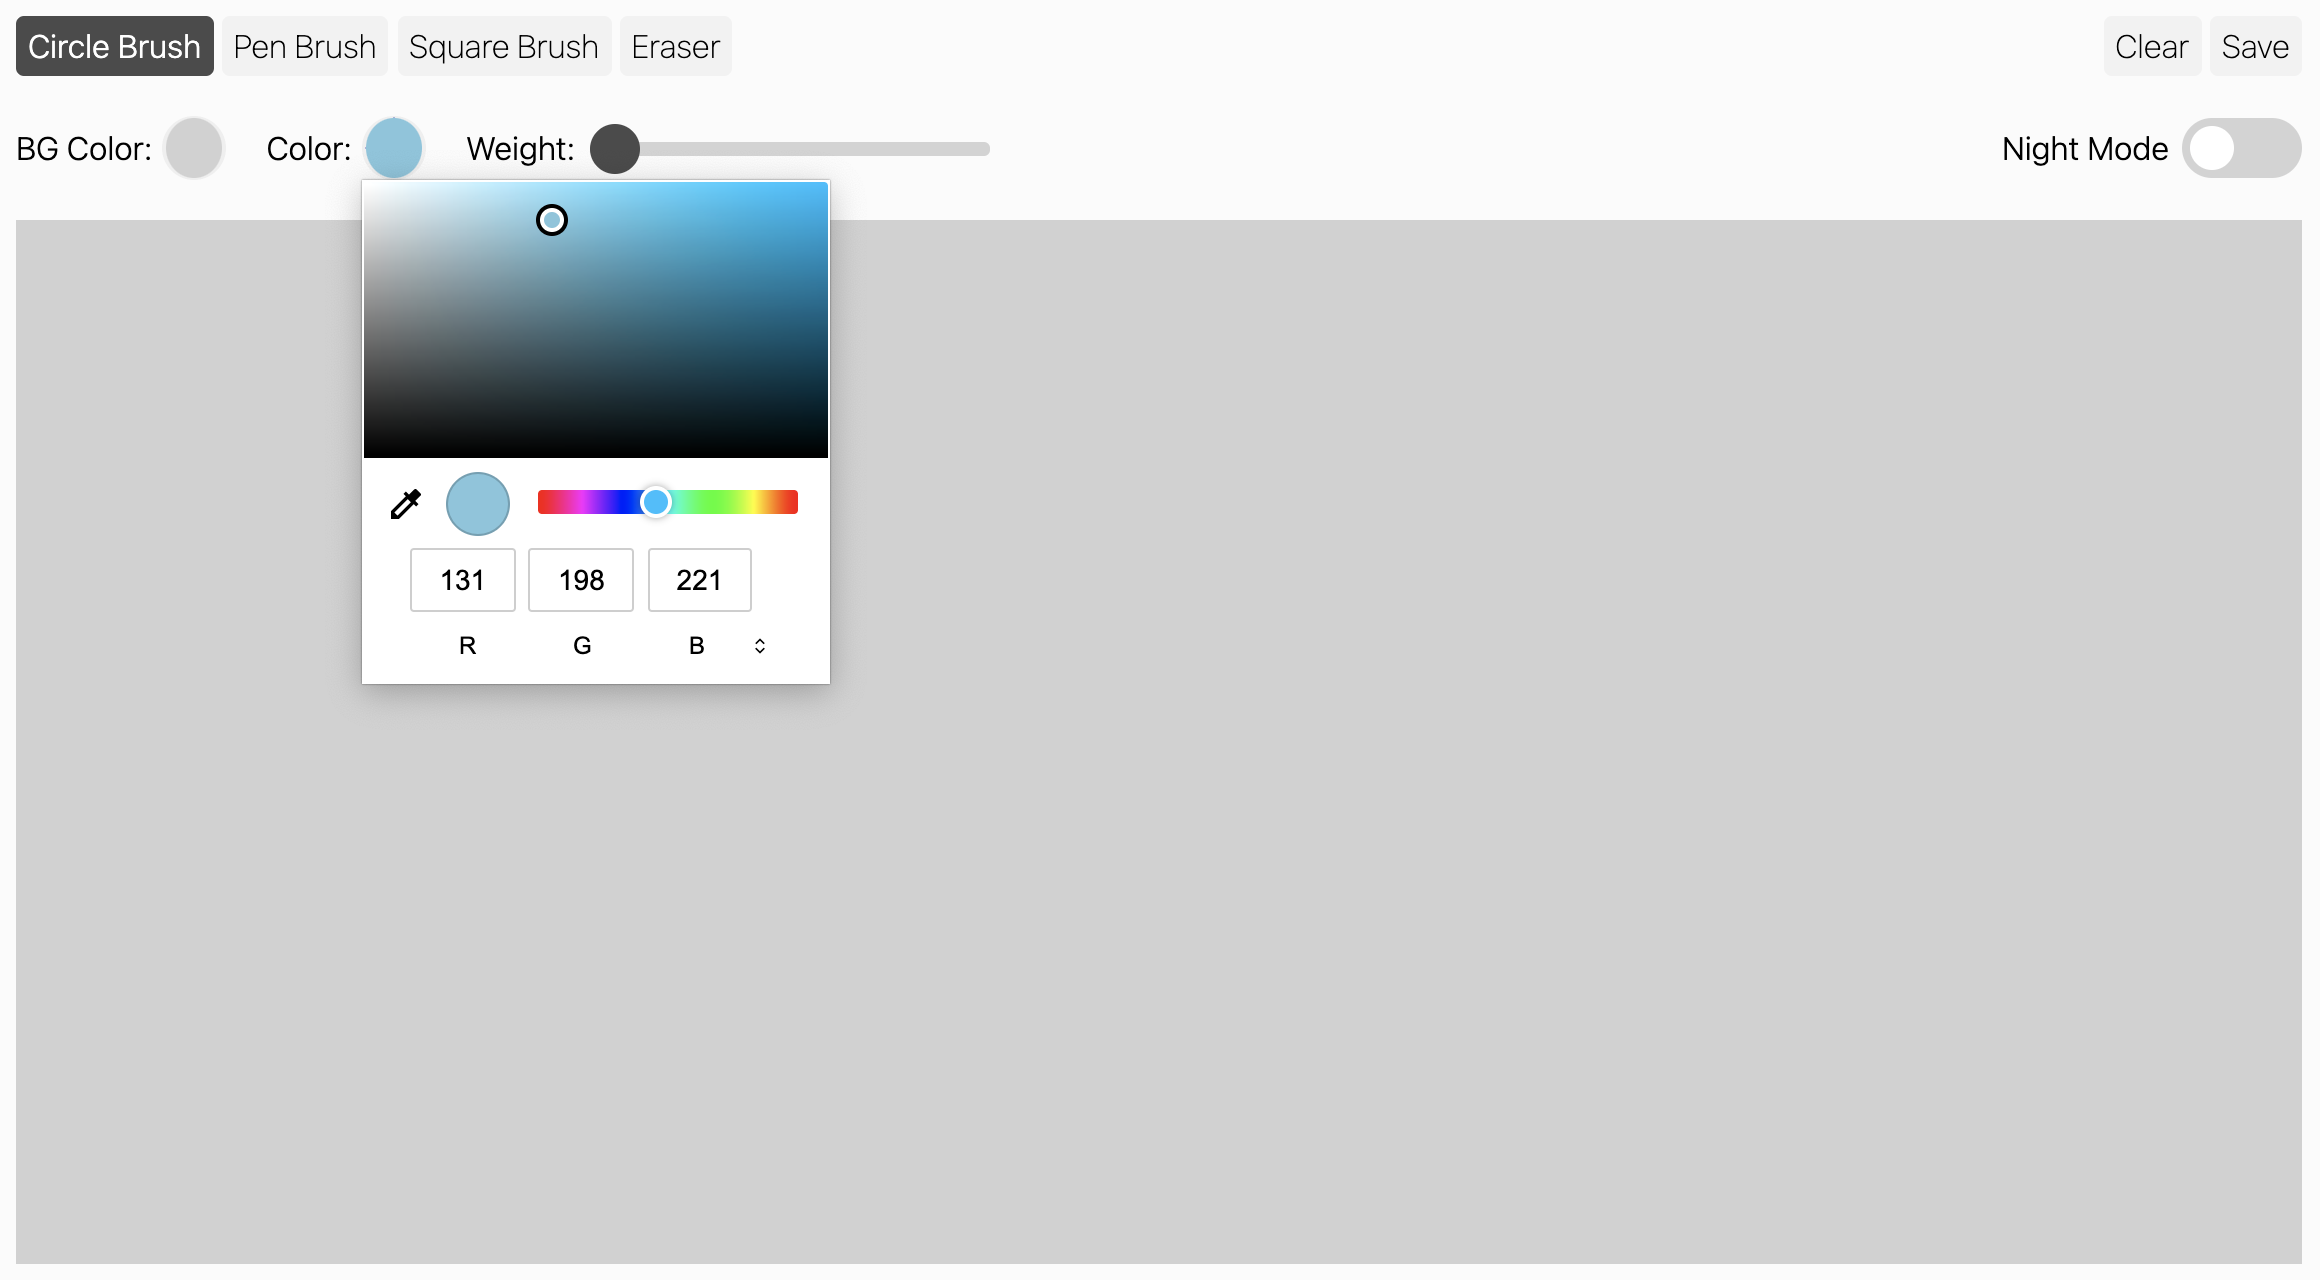 Circle Brush Pen Brush Square Brush Eraser Clear Save
BG Color: Color: Weight: Night Mode
131 198 221
R G B